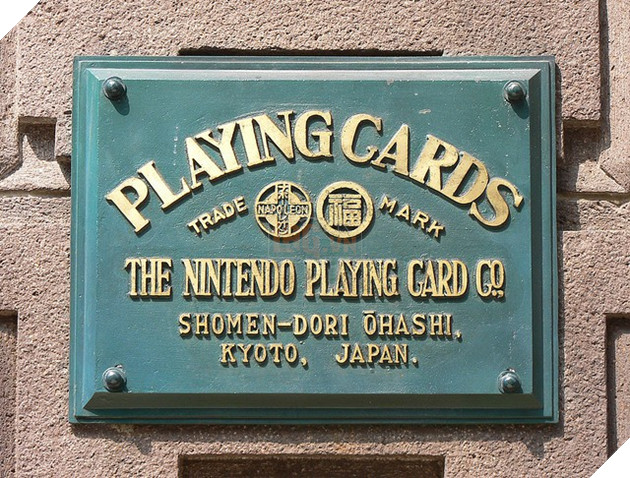 PLAYING CARDS
TRADE NAPOLEON 福 MARK
THE NINTENDO PLAYING CARD CO.,
SHOMEN-DORI ŌHASHI,
KYOTO, JAPAN.